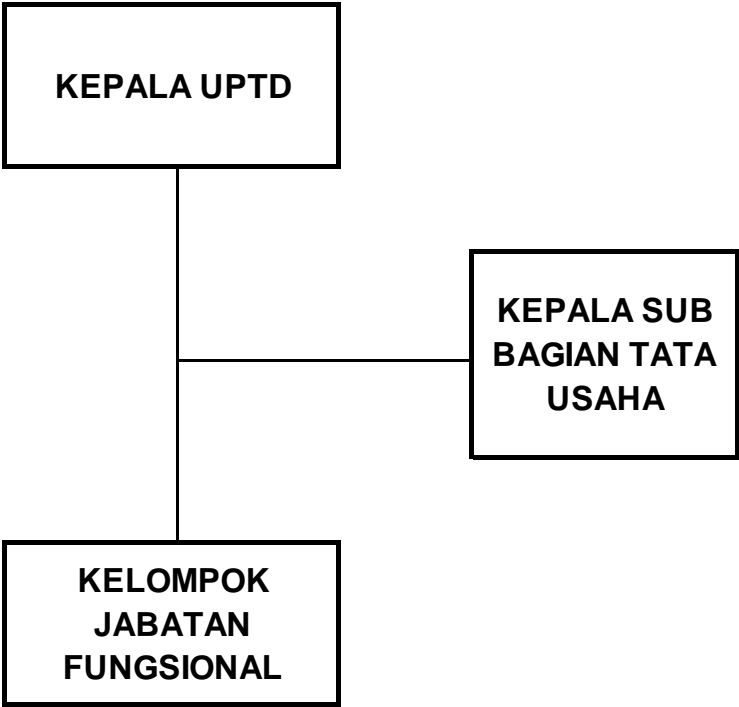 KEPALA UPTD
KEPALA SUB
BAGIAN TATA
USAHA
KELOMPOK
JABATAN
FUNGSIONAL